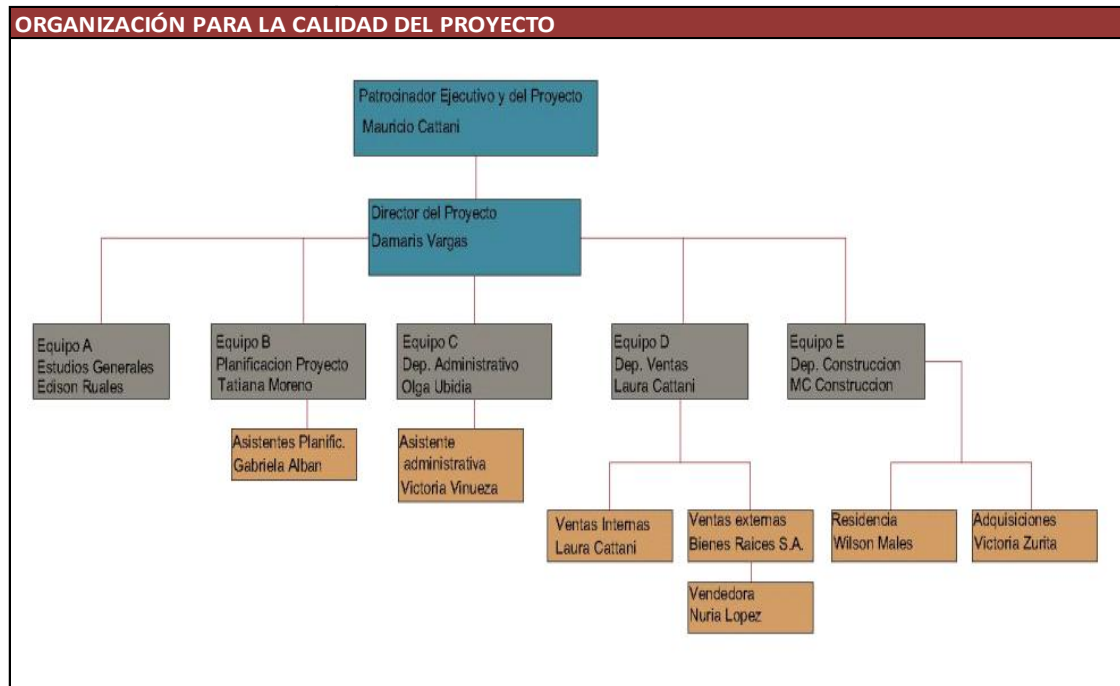 ORGANIZACIÓN PARA LA CALIDAD DEL PROYECTO
Patrocinador Ejecutivo y del Proyecto
Mauricio Cattani
Director del Proyecto
Damaris Vargas
Equipo A
Estudios Generales
Edison Ruales
Equipo B
Planificacion Proyecto
Tatiana Moreno
Equipo C
Dep. Administrativo
Olga Ubidia
Equipo D
Dep. Ventas
Laura Cattani
Equipo E
Dep. Construccion
MC Construccion
Asistentes Planific.
Gabriela Alban
Asistente
administrativa
Victoria Vinueza
Ventas Internas
Laura Cattani
Ventas externas
Bienes Raices S.A.
Residencia
Wilson Males
Adquisiciones
Victoria Zurita
Vendedora
Nuria Lopez